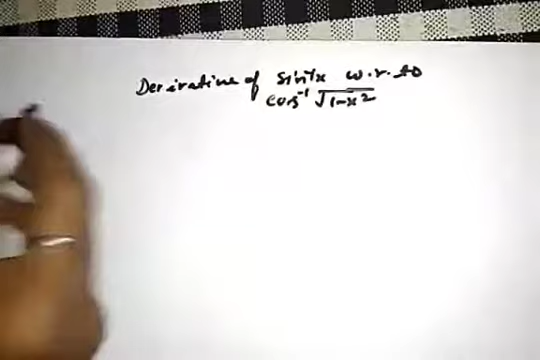 Derivative of sin⁻¹x w.r.to
cos⁻¹ √1-x²